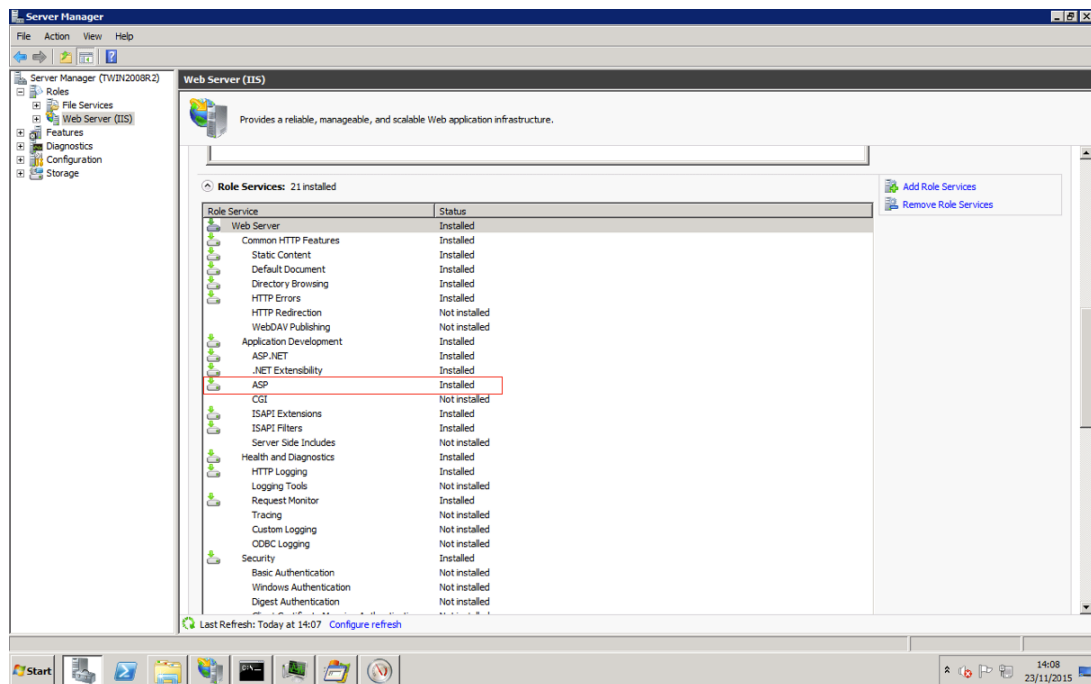 Server Manager
File Action View Help
Server Manager (TWIN2008R2)
Roles
File Services
Web Server (IIS)
Features
Diagnostics
Configuration
Storage
Web Server (IIS)
Provides a reliable, manageable, and scalable Web application infrastructure.
Role Services: 21 installed
Add Role Services
Remove Role Services
Role Service Status
Web Server Installed
Common HTTP Features Installed
Static Content Installed
Default Document Installed
Directory Browsing Installed
HTTP Errors Installed
HTTP Redirection Not installed
WebDAV Publishing Not installed
Application Development Installed
ASP.NET Installed
.NET Extensibility Installed
ASP Installed
CGI Not installed
ISAPI Extensions Installed
ISAPI Filters Installed
Server Side Includes Not installed
Health and Diagnostics Installed
HTTP Logging Installed
Logging Tools Not installed
Request Monitor Installed
Tracing Not installed
Custom Logging Not installed
ODBC Logging Not installed
Security Installed
Basic Authentication Not installed
Windows Authentication Not installed
Digest Authentication Not installed
Last Refresh: Today at 14:07 Configure refresh
Start
14:08
23/11/2015